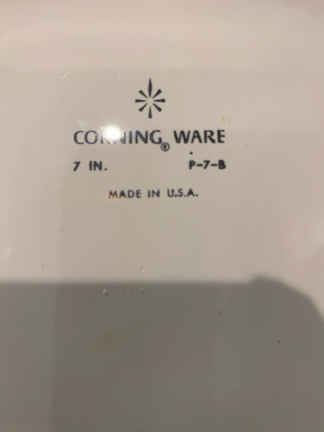 CORNING® WARE
7 IN. P-7-B
MADE IN U.S.A.